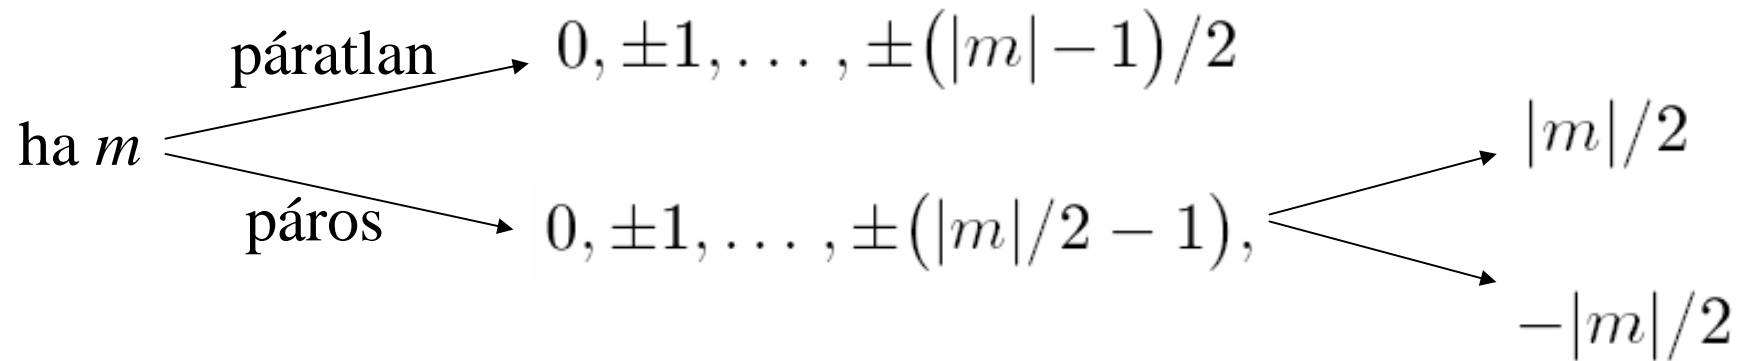 páratlan
0, ±1, . . . , ±(|m| − 1)/2
ha m
|m|/2
páros
0, ±1, . . . , ±(|m|/2 − 1),
−|m|/2